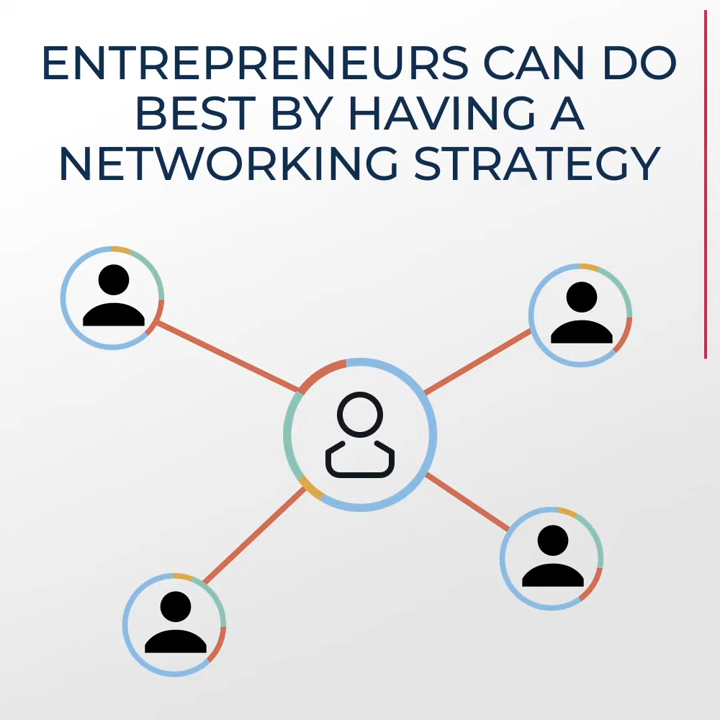 ENTREPRENEURS CAN DO
BEST BY HAVING A
NETWORKING STRATEGY